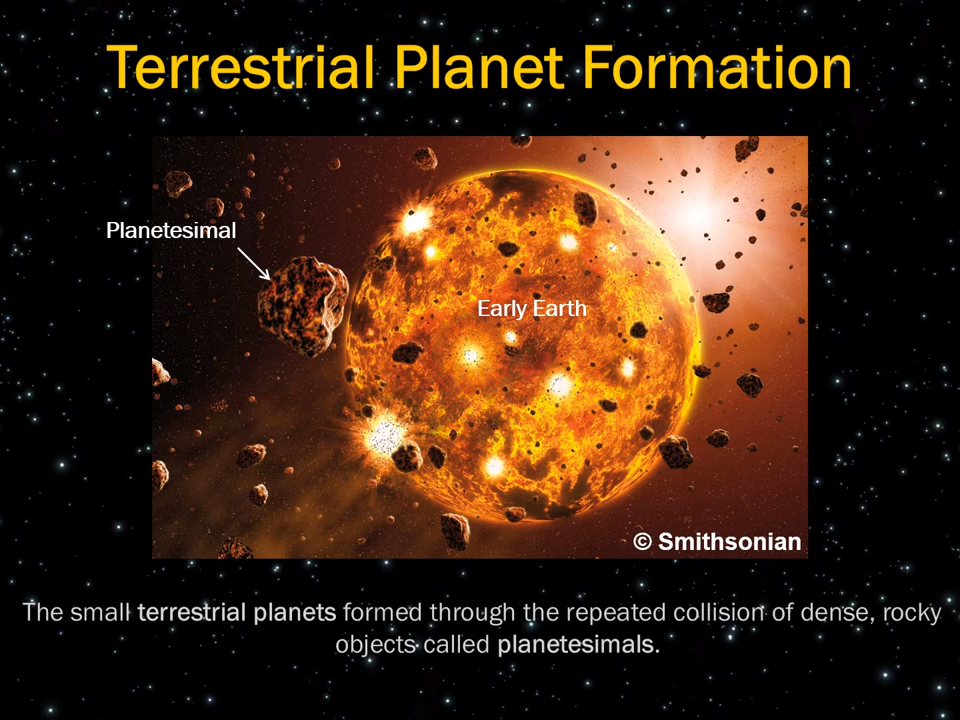 Terrestrial Planet Formation
Planetesimal
Early Earth
© Smithsonian
The small terrestrial planets formed through the repeated collision of dense, rocky
objects called planetesimals.